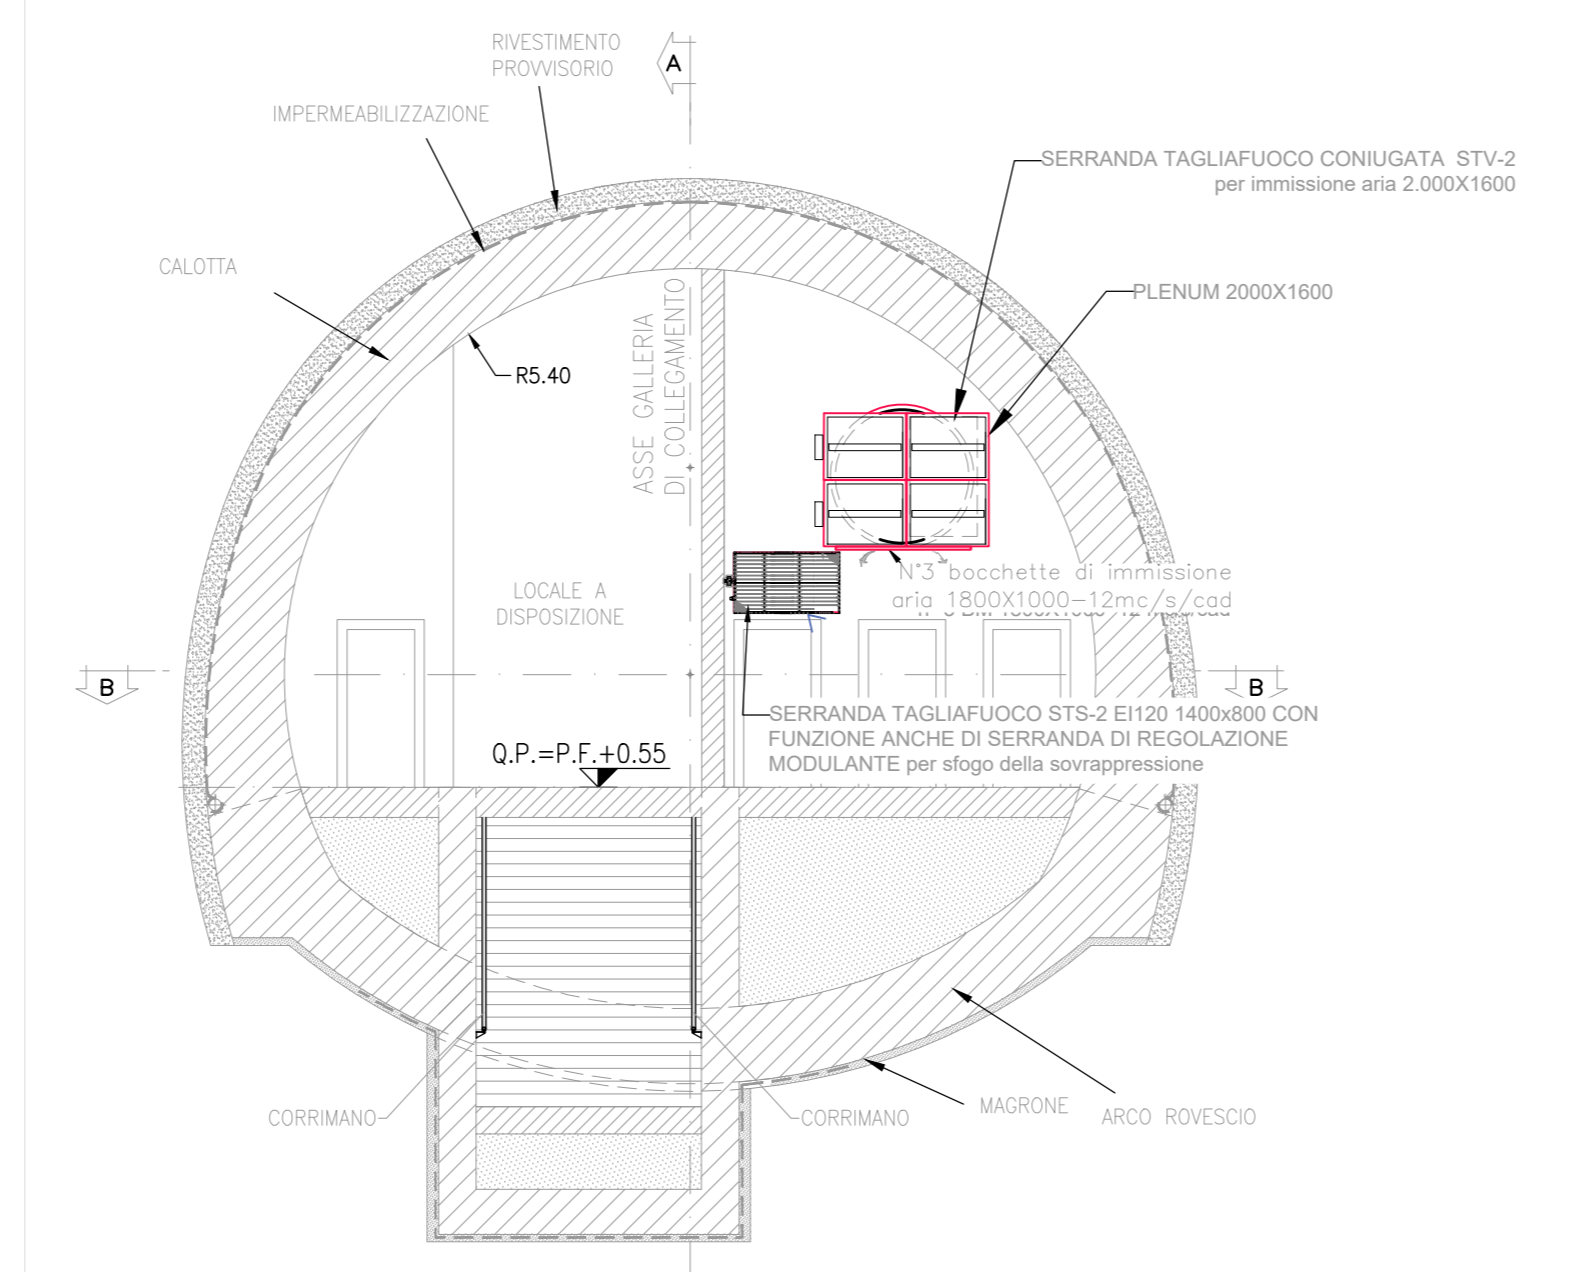 RIVESTIMENTO
PROVVISORIO
A
IMPERMEABILIZZAZIONE
SERRANDA TAGLIAFUOCO CONIUGATA STV-2
per immissione aria 2.000X1600
CALOTTA
PLENUM 2000X1600
ASSE GALLERIA
DI COLLEGAMENTO
R5.40
N°3 bocchette di immissione
aria 1800X1000-12mc/s/cad
LOCALE A
DISPOSIZIONE
B
B
SERRANDA TAGLIAFUOCO STS-2 EI120 1400x800 CON
FUNZIONE ANCHE DI SERRANDA DI REGOLAZIONE
MODULANTE per sfogo della sovrappressione
Q.P.=P.F.+0.55
CORRIMANO
CORRIMANO
MAGRONE
ARCO ROVESCIO